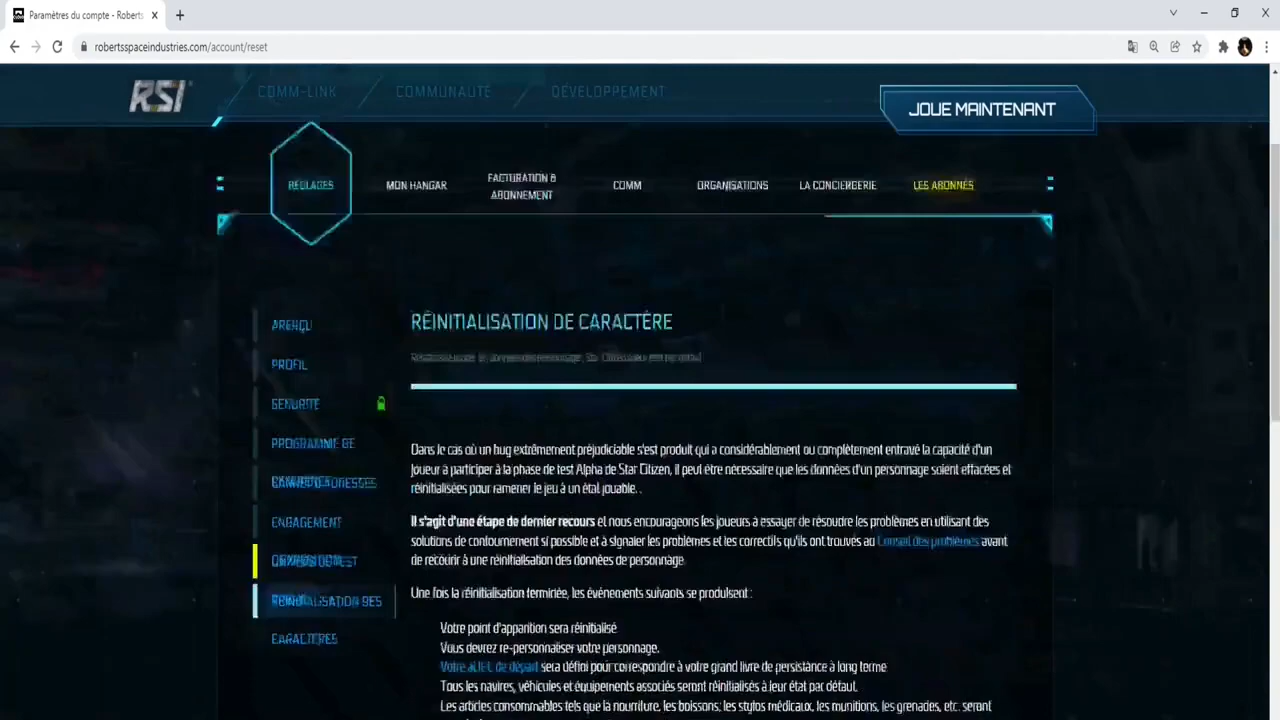 Paramètres du compte - Roberts
robertsspaceindustries.com/account/reset
RSI
COMM-LINK
COMMUNAUTÉ
DÉVELOPPEMENT
JOUE MAINTENANT
RÉGLAGES
MON HANGAR
FACTURATION &
ABONNEMENT
COMM
ORGANISATIONS
LA CONCIERGERIE
LES ABONNÉS
RÉINITIALISATION DE CARACTÈRE
APERÇU
PROFIL
SÉCURITÉ
PROGRAMME DE
ENGAGEMENT
CARACTÈRES
Dans le cas où un bug extrêmement préjudiciable s'est produit qui a considérablement ou complètement entravé la capacité d'un
joueur à participer à la phase de test Alpha de Star Citizen, il peut être nécessaire que les données d'un personnage soient effacées et
réinitialisées pour ramener le jeu à un état jouable. .
Il s'agit d'une étape de dernier recours et nous encourageons les joueurs à essayer de résoudre les problèmes en utilisant des
solutions de contournement si possible et à signaler les problèmes et les correctifs qu'ils ont trouvés au Conseil des problèmes avant
de recourir à une réinitialisation des données de personnage.
Une fois la réinitialisation terminée, les événements suivants se produisent :
Votre point d'apparition sera réinitialisé.
Vous devrez re-personnaliser votre personnage.
Votre aUEC de départ sera défini pour correspondre à votre grand livre de persistance à long terme.
Tous les navires, véhicules et équipements associés seront réinitialisés à leur état par défaut.
Les articles consommables tels que la nourriture, les boissons, les stylos médicaux, les munitions, les grenades, etc. seront